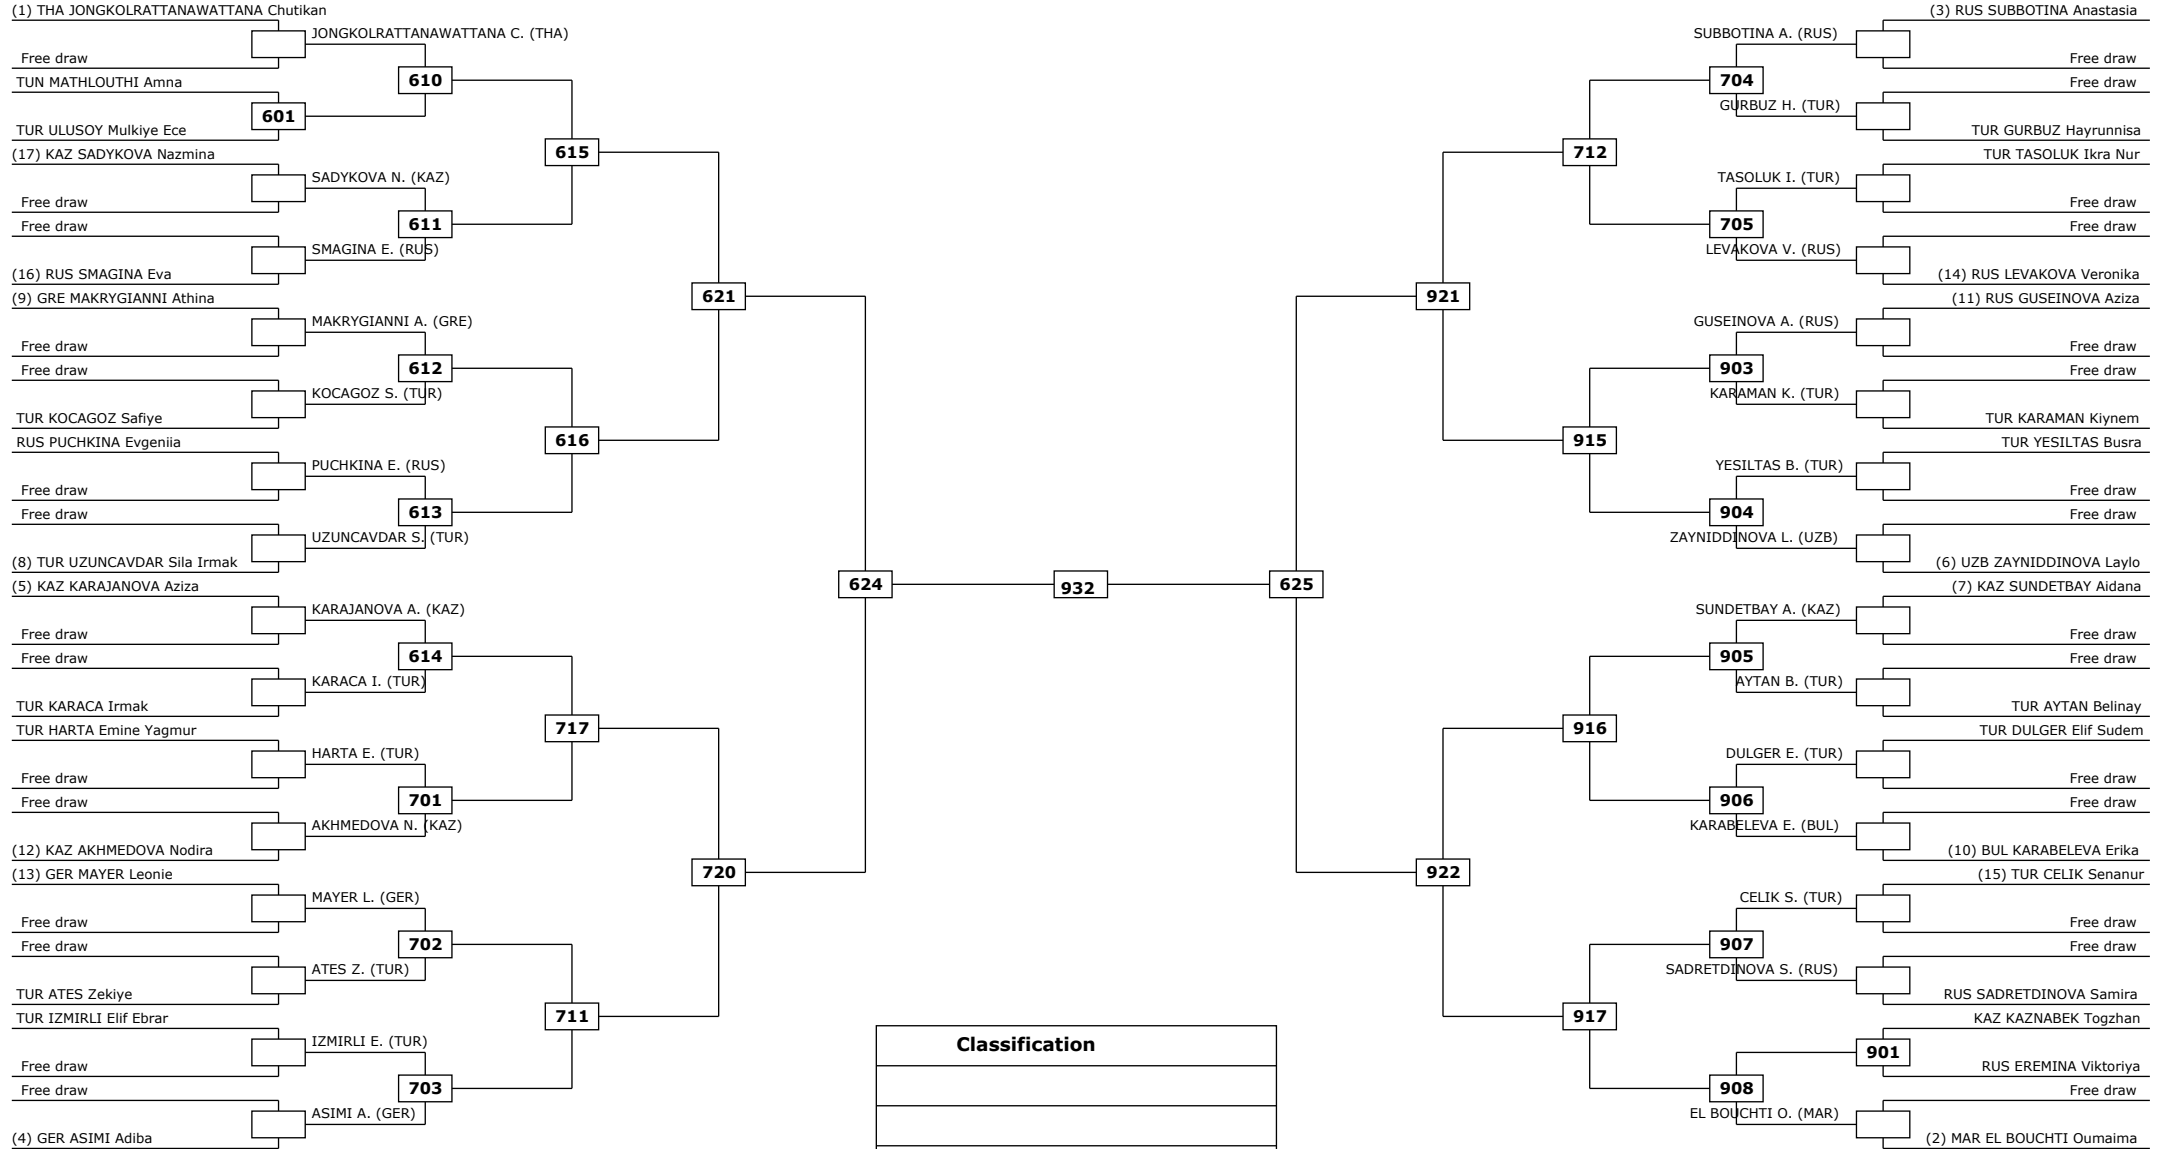 (1) THA JONGKOLRATTANAWATTANA Chutikan
JONGKOLRATTANAWATTANA C. (THA)
Free draw
610
TUN MATHLOUTHI Amna
601
TUR ULUSOY Mulkiye Ece
615
(17) KAZ SADYKOVA Nazmina
SADYKOVA N. (KAZ)
Free draw
611
Free draw
SMAGINA E. (RUS)
(16) RUS SMAGINA Eva
621
(9) GRE MAKRYGIANNI Athina
MAKRYGIANNI A. (GRE)
Free draw
612
Free draw
KOCAGOZ S. (TUR)
TUR KOCAGOZ Safiye
616
RUS PUCHKINA Evgeniia
PUCHKINA E. (RUS)
Free draw
613
Free draw
UZUNCAVDAR S. (TUR)
(8) TUR UZUNCAVDAR Sila Irmak
624
(5) KAZ KARAJANOVA Aziza
KARAJANOVA A. (KAZ)
Free draw
614
Free draw
KARACA I. (TUR)
TUR KARACA Irmak
717
TUR HARTA Emine Yagmur
HARTA E. (TUR)
Free draw
701
Free draw
AKHMEDOVA N. (KAZ)
(12) KAZ AKHMEDOVA Nodira
720
(13) GER MAYER Leonie
MAYER L. (GER)
Free draw
702
Free draw
ATES Z. (TUR)
TUR ATES Zekiye
711
TUR IZMIRLI Elif Ebrar
IZMIRLI E. (TUR)
Free draw
703
Free draw
ASIMI A. (GER)
(4) GER ASIMI Adiba
932
Classification
(3) RUS SUBBOTINA Anastasia
SUBBOTINA A. (RUS)
Free draw
704
Free draw
GURBUZ H. (TUR)
TUR GURBUZ Hayrunnisa
712
TUR TASOLUK Ikra Nur
TASOLUK I. (TUR)
Free draw
705
Free draw
LEVAKOVA V. (RUS)
(14) RUS LEVAKOVA Veronika
921
(11) RUS GUSEINOVA Aziza
GUSEINOVA A. (RUS)
Free draw
903
Free draw
KARAMAN K. (TUR)
TUR KARAMAN Kiynem
915
TUR YESILTAS Busra
YESILTAS B. (TUR)
Free draw
904
Free draw
ZAYNIDDINOVA L. (UZB)
(6) UZB ZAYNIDDINOVA Laylo
625
(7) KAZ SUNDETBAY Aidana
SUNDETBAY A. (KAZ)
Free draw
905
Free draw
AYTAN B. (TUR)
TUR AYTAN Belinay
916
TUR DULGER Elif Sudem
DULGER E. (TUR)
Free draw
906
Free draw
KARABELEVA E. (BUL)
(10) BUL KARABELEVA Erika
922
(15) TUR CELIK Senanur
CELIK S. (TUR)
Free draw
907
Free draw
SADRETDINOVA S. (RUS)
RUS SADRETDINOVA Samira
917
KAZ KAZNABEK Togzhan
901
RUS EREMINA Viktoriya
908
Free draw
EL BOUCHTI O. (MAR)
(2) MAR EL BOUCHTI Oumaima